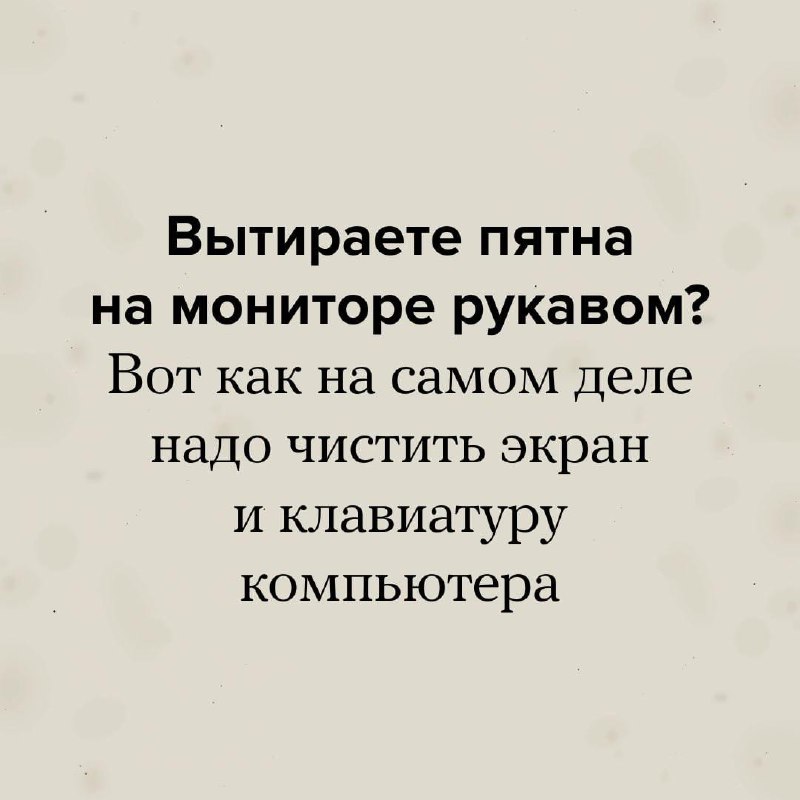 Вытираете пятна
на мониторе рукавом?
Вот как на самом деле
надо чистить экран
и клавиатуру
компьютера